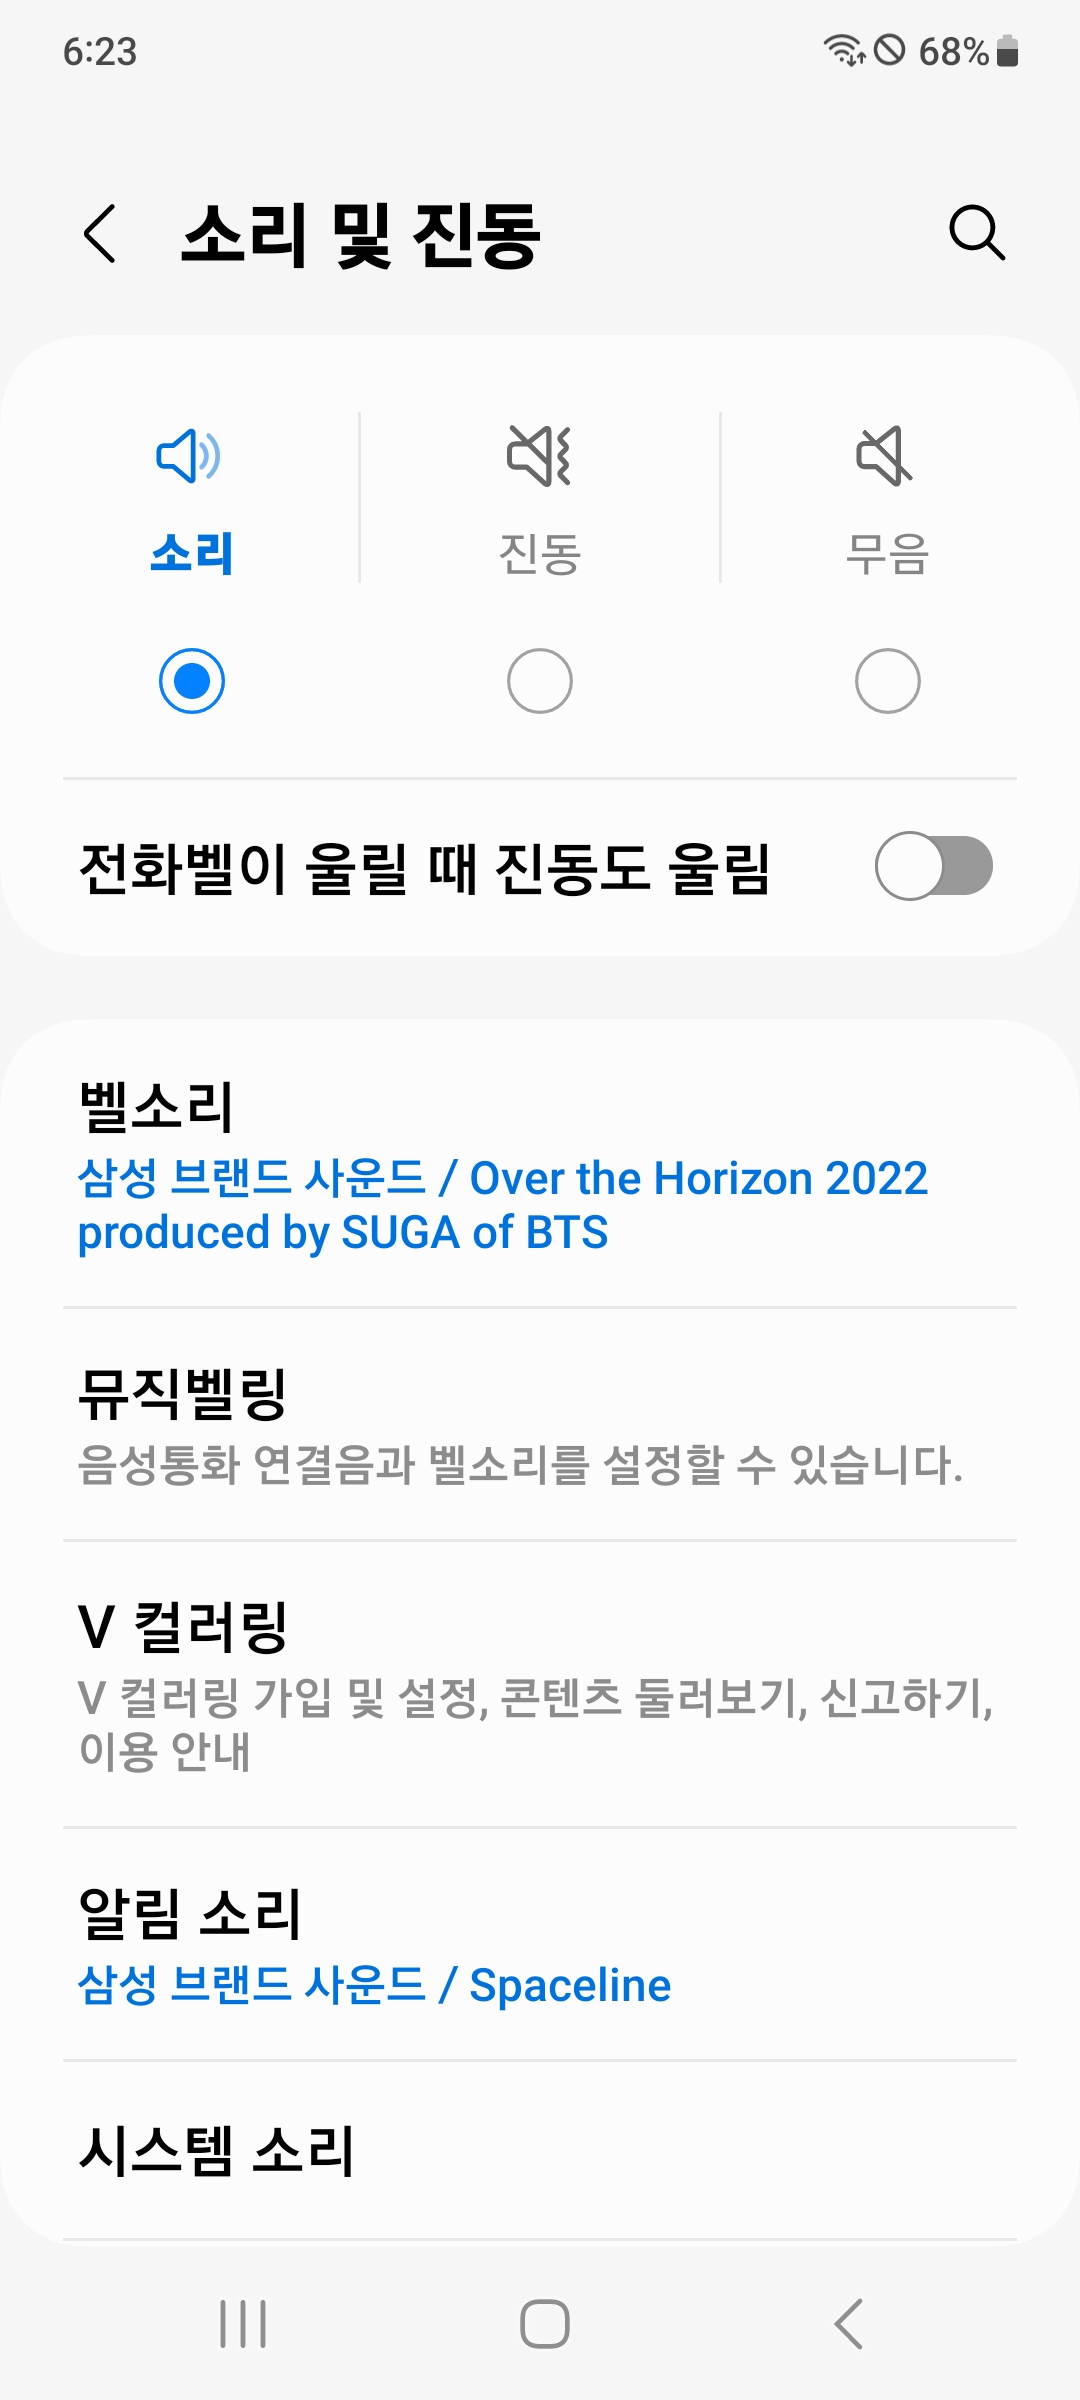 6:23
68%
소리 및 진동
소리
진동
무음
전화벨이 울릴 때 진동도 울림
벨소리
삼성 브랜드 사운드 / Over the Horizon 2022
produced by SUGA of BTS
뮤직벨링
음성통화 연결음과 벨소리를 설정할 수 있습니다.
V 컬러링
V 컬러링 가입 및 설정, 콘텐츠 둘러보기, 신고하기,
이용 안내
알림 소리
삼성 브랜드 사운드 / Spaceline
시스템 소리